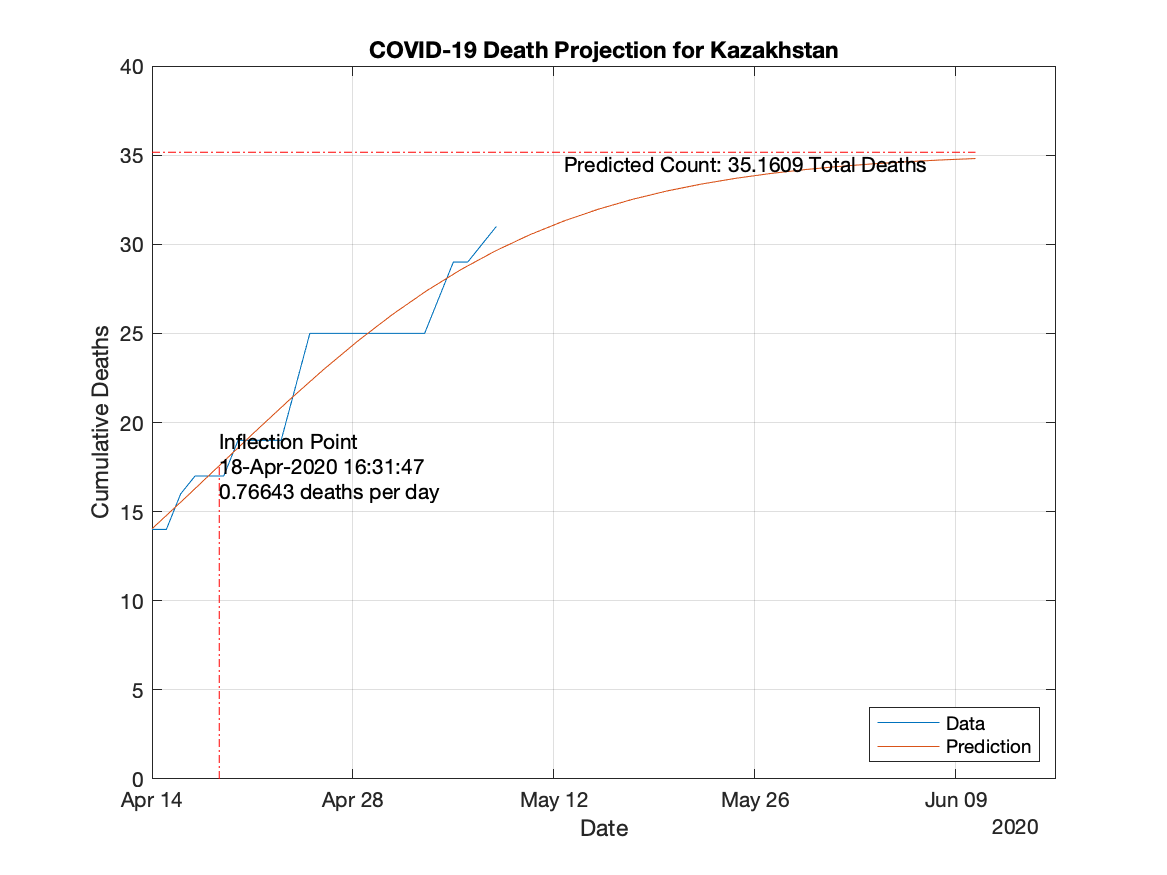 COVID-19 Death Projection for Kazakhstan
40
35
30
25
20
15
10
5
0
Cumulative Deaths
Predicted Count: 35.1609 Total Deaths
Inflection Point
18-Apr-2020 16:31:47
0.76643 deaths per day
Data
Prediction
Apr 14
Apr 28
May 12
May 26
Jun 09
Date
2020